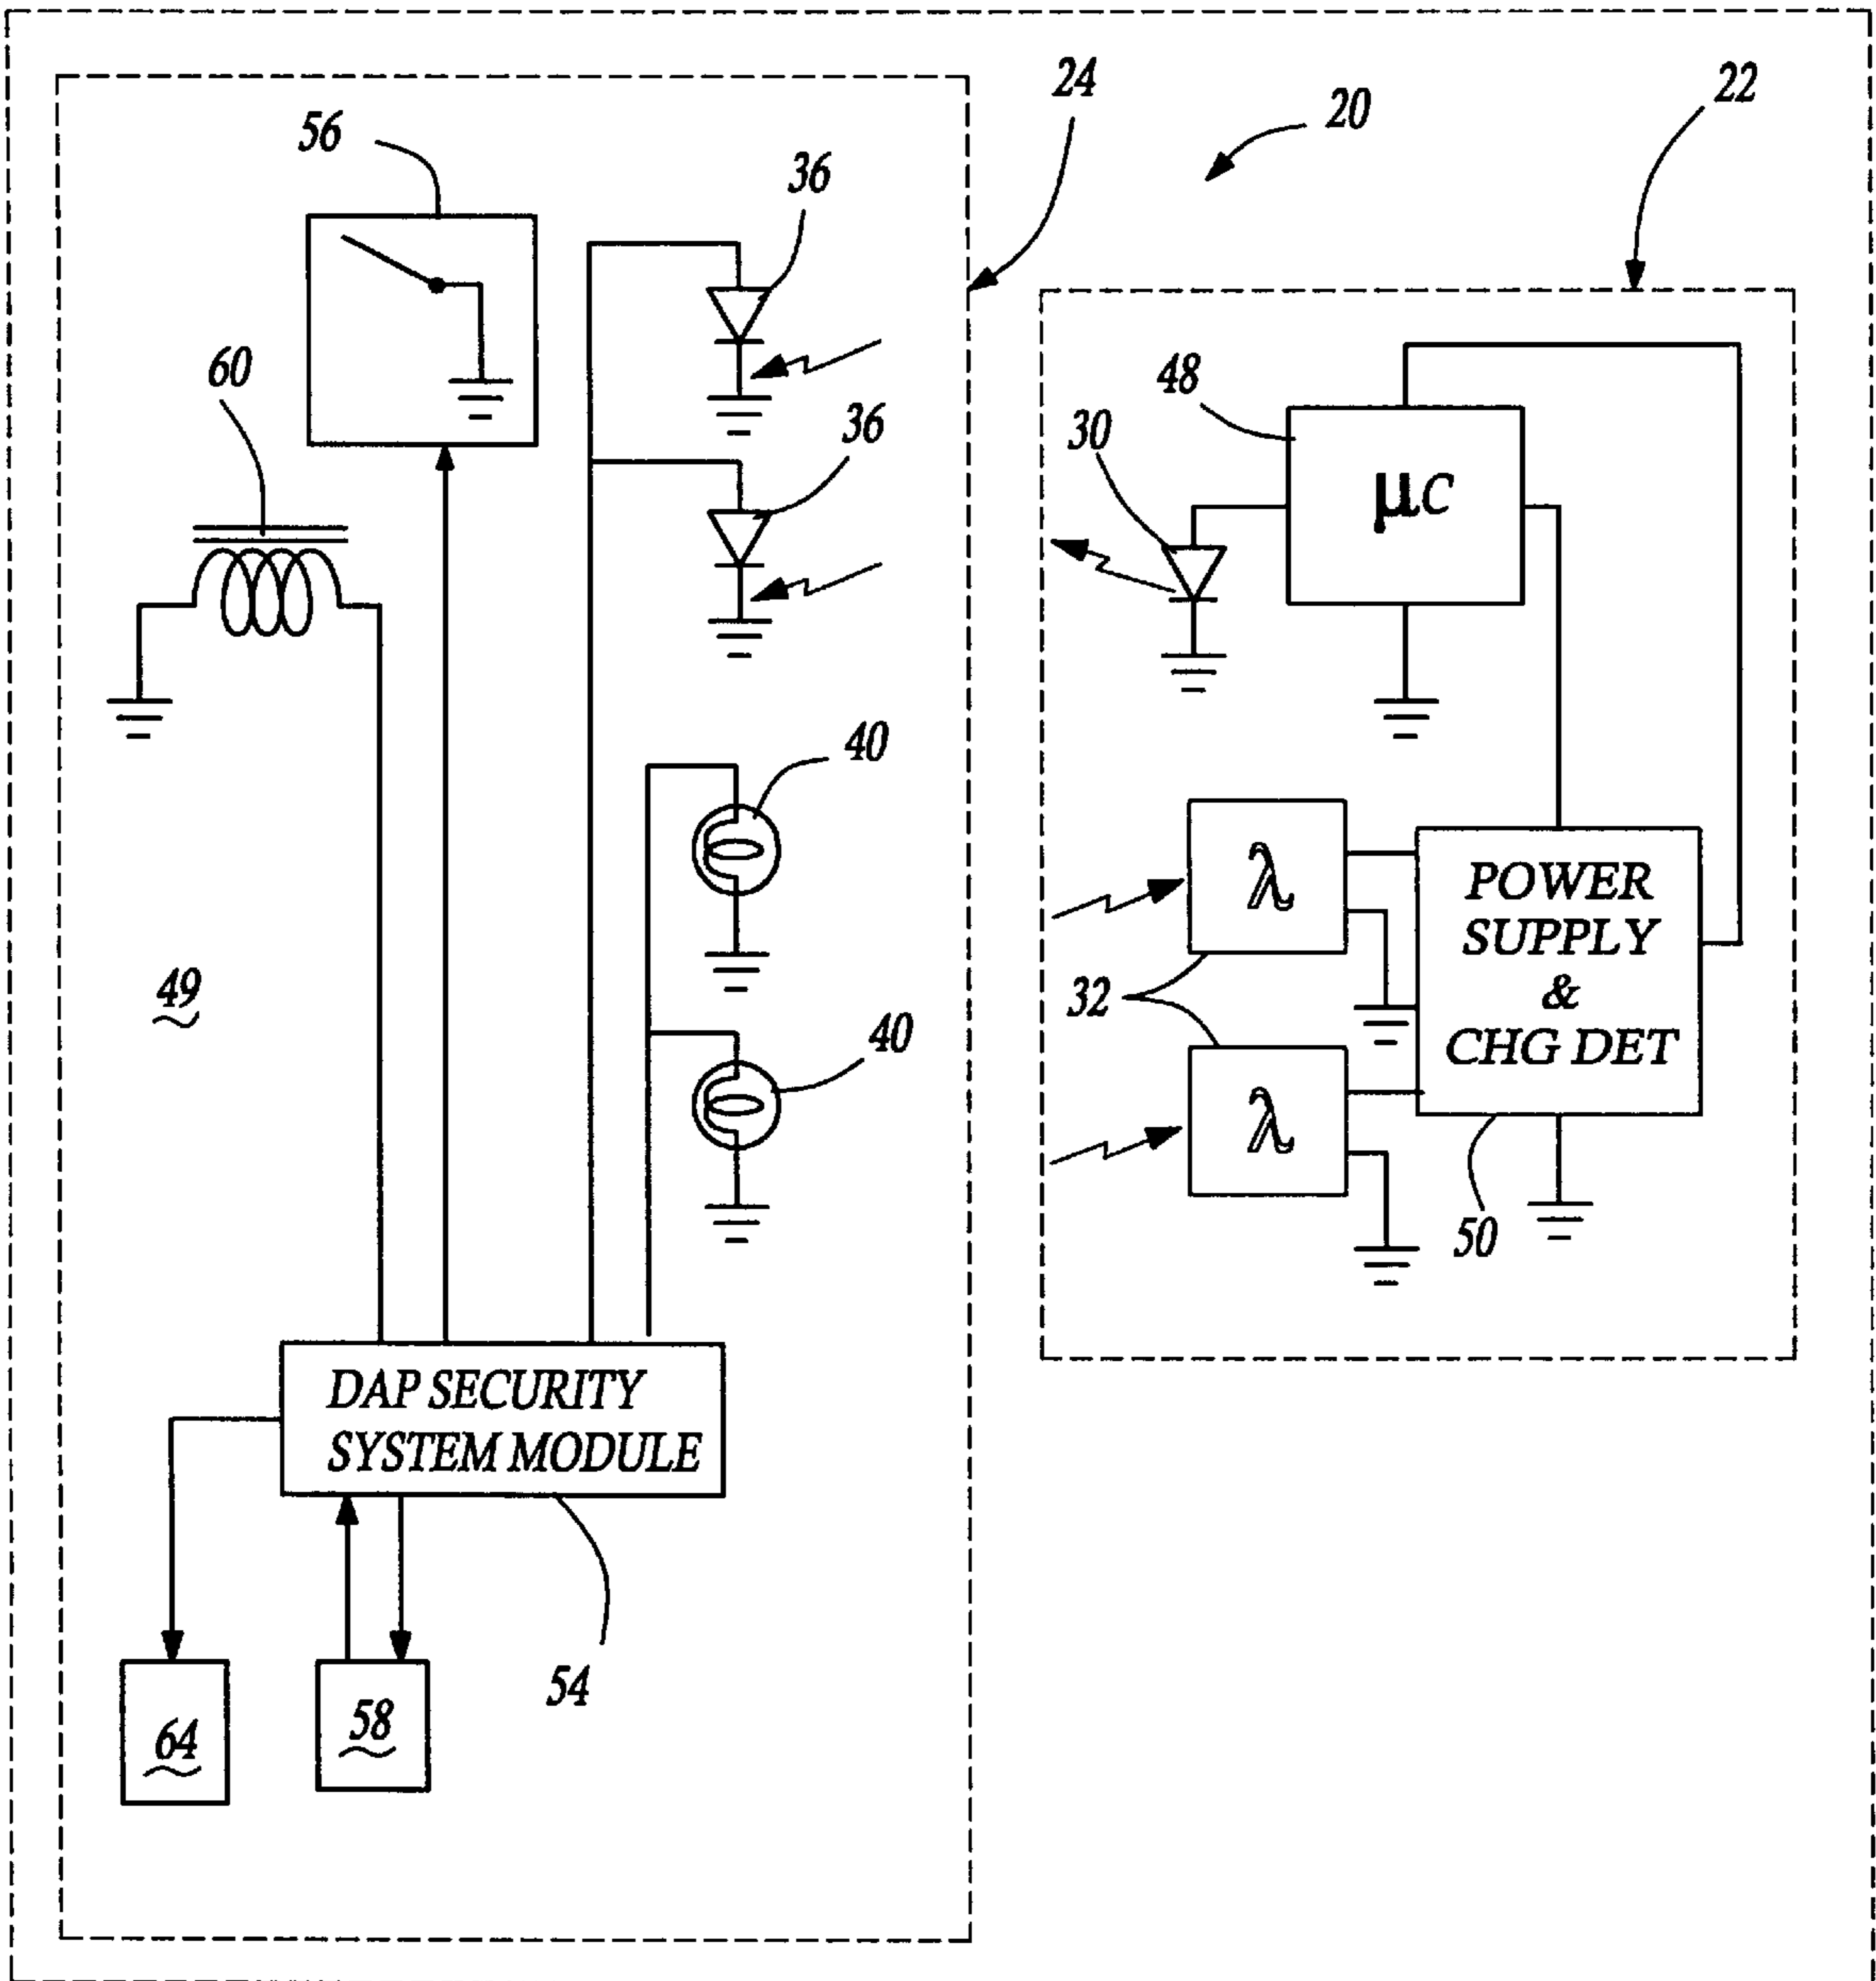 24
20
22
56
36
60
48
30
36
μC
40
λ
POWER
SUPPLY
&
CHG DET
49
32
40
λ
50
DAP SECURITY
SYSTEM MODULE
54
58
64